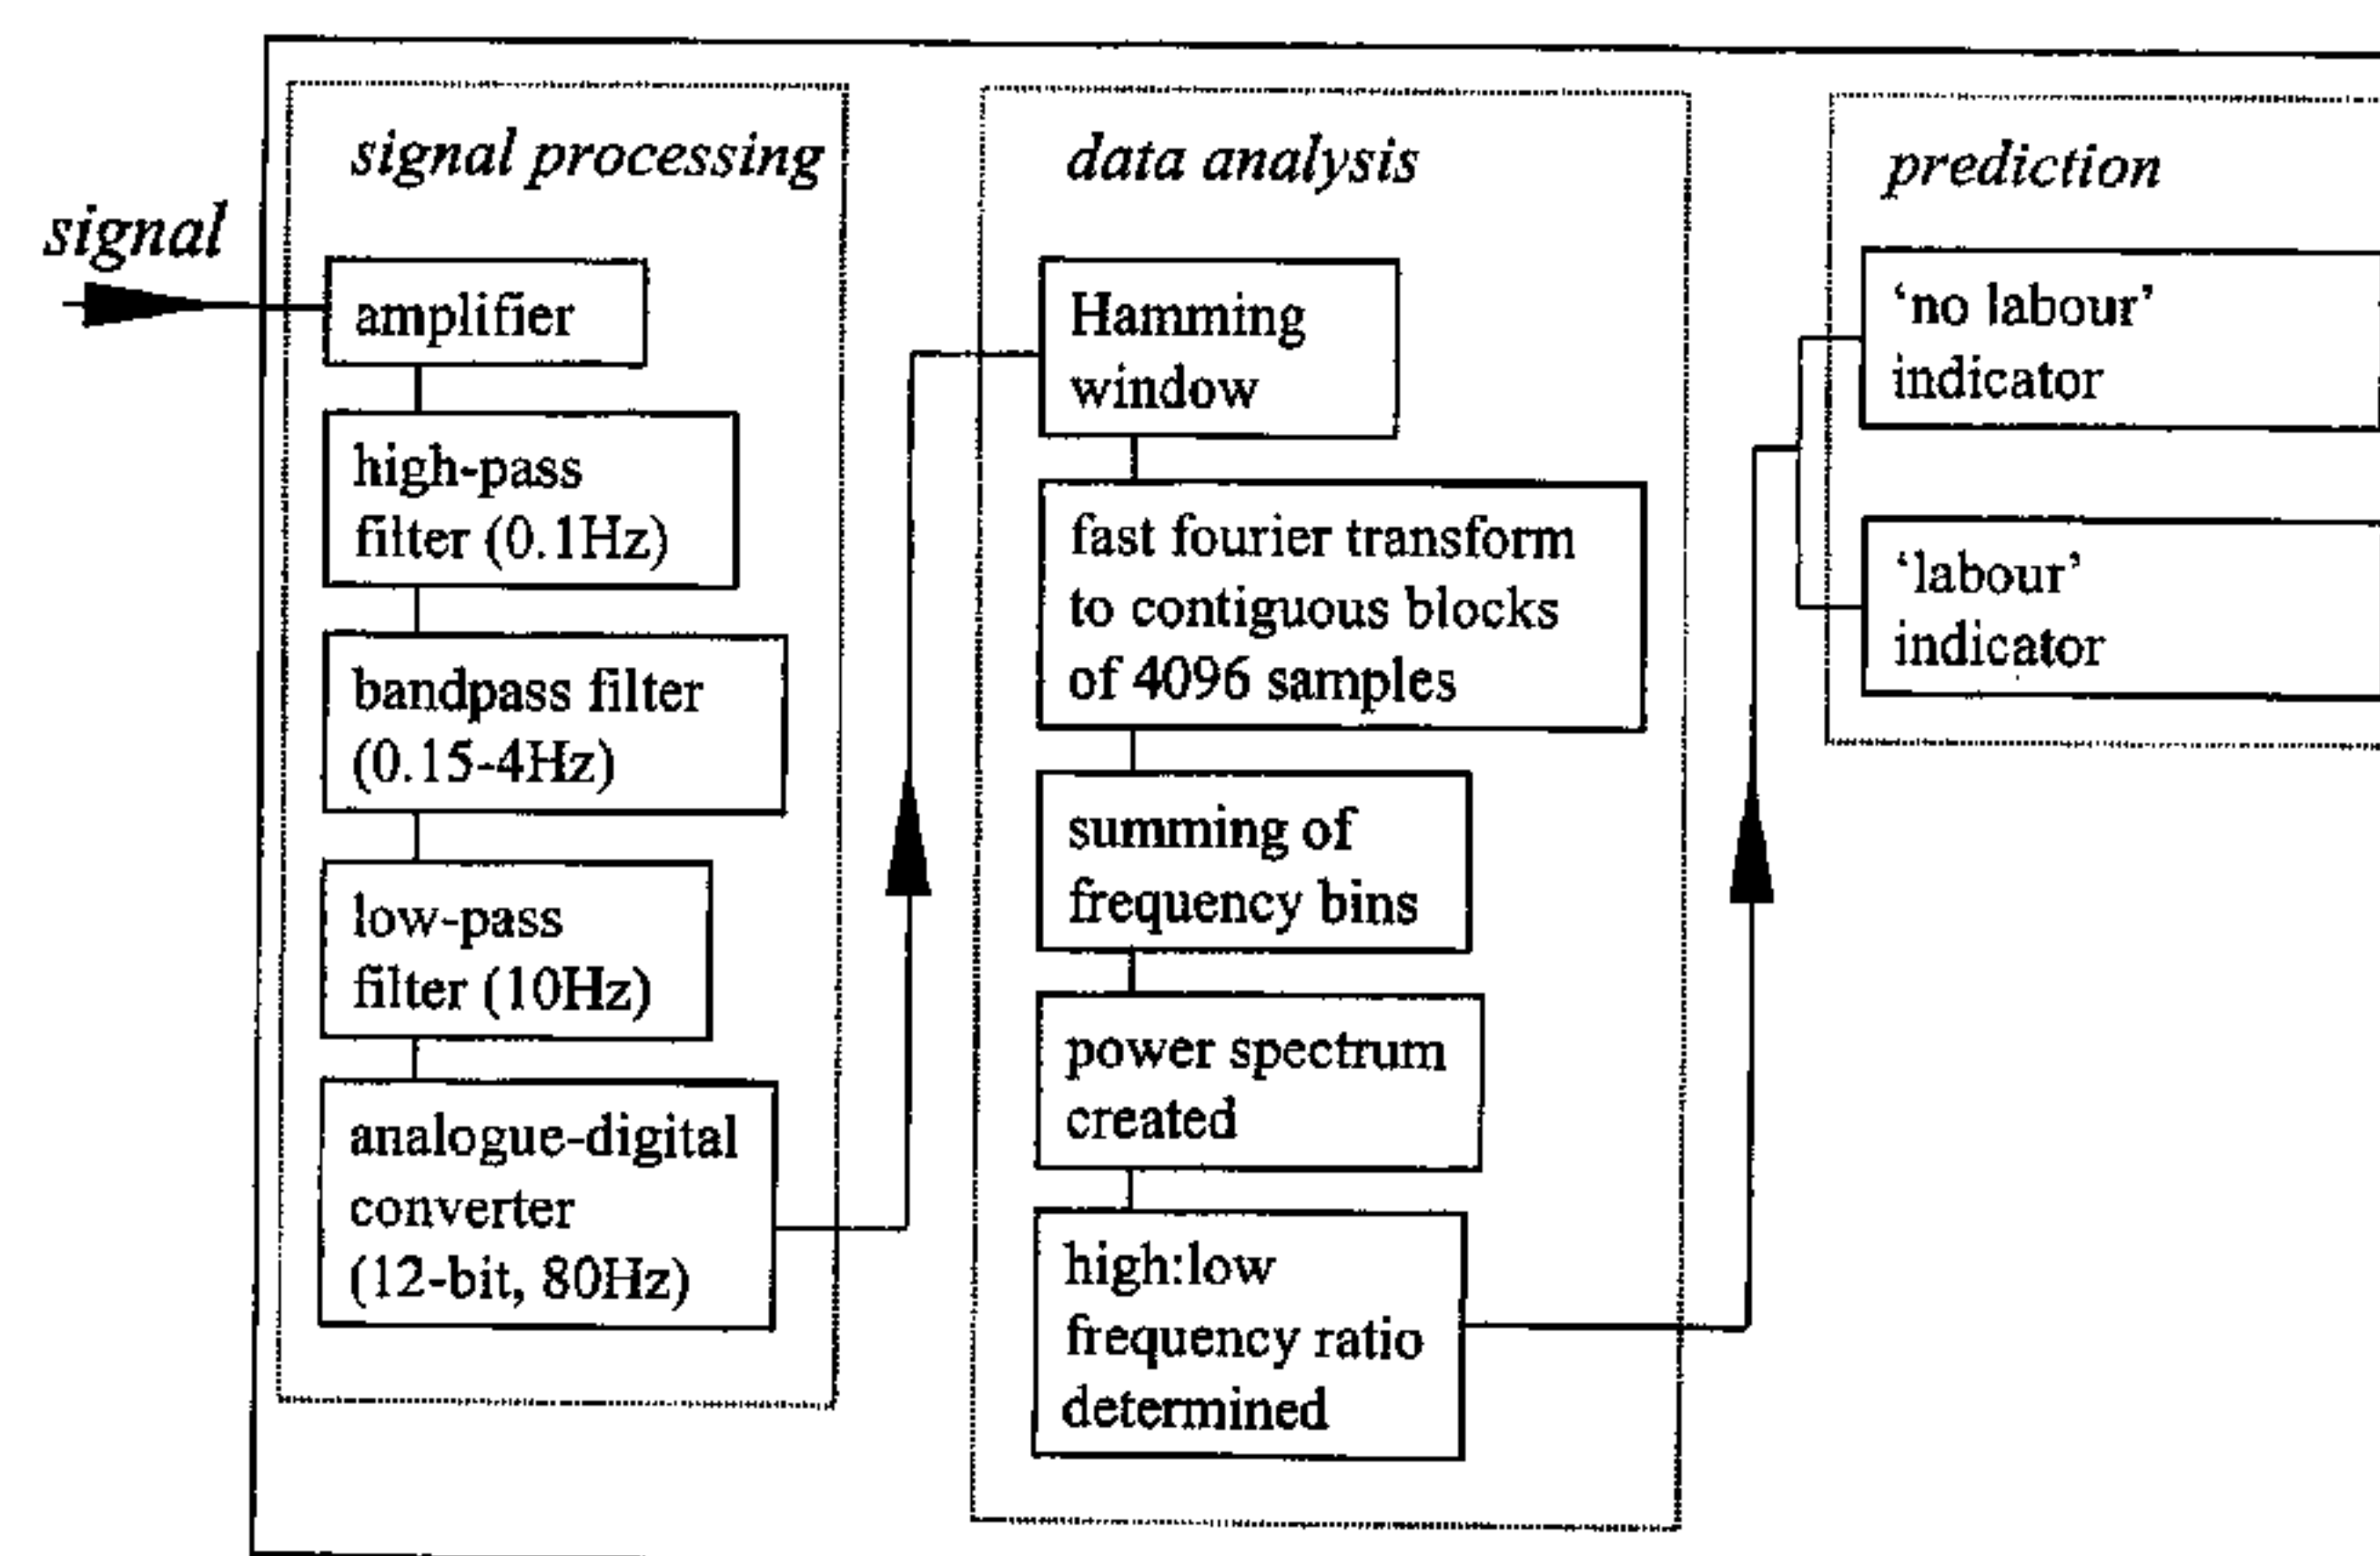 signal
signal processing
amplifier
high-pass
filter (0.1Hz)
bandpass filter
(0.15-4Hz)
low-pass
filter (10Hz)
analogue-digital
converter
(12-bit, 80Hz)
data analysis
Hamming
window
fast fourier transform
to contiguous blocks
of 4096 samples
summing of
frequency bins
power spectrum
created
high:low
frequency ratio
determined
prediction
‘no labour’
indicator
‘labour’
indicator